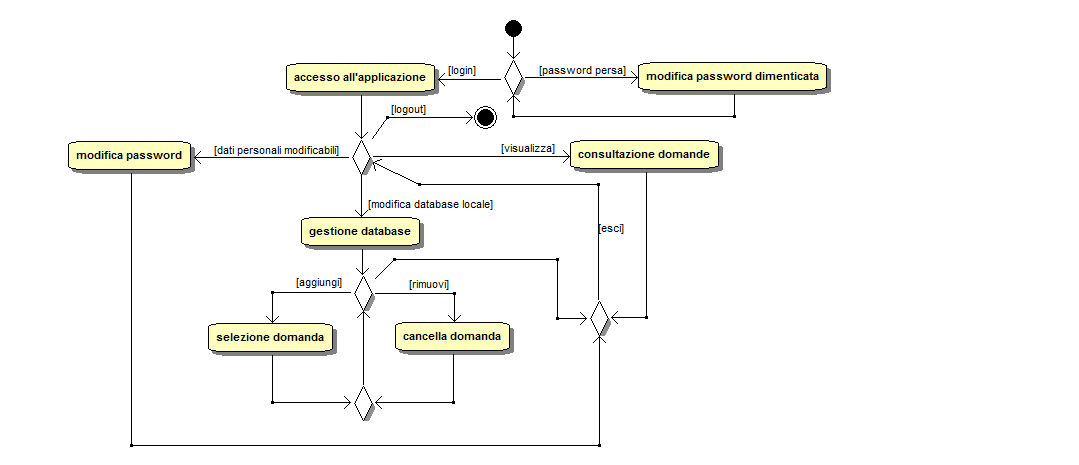 [login]
[password persa]
accesso all'applicazione
modifica password dimenticata
[logout]
modifica password
[dati personali modificabili]
[visualizza]
consultazione domande
[modifica database locale]
gestione database
[esci]
[aggiungi]
[rimuovi]
selezione domanda
cancella domanda